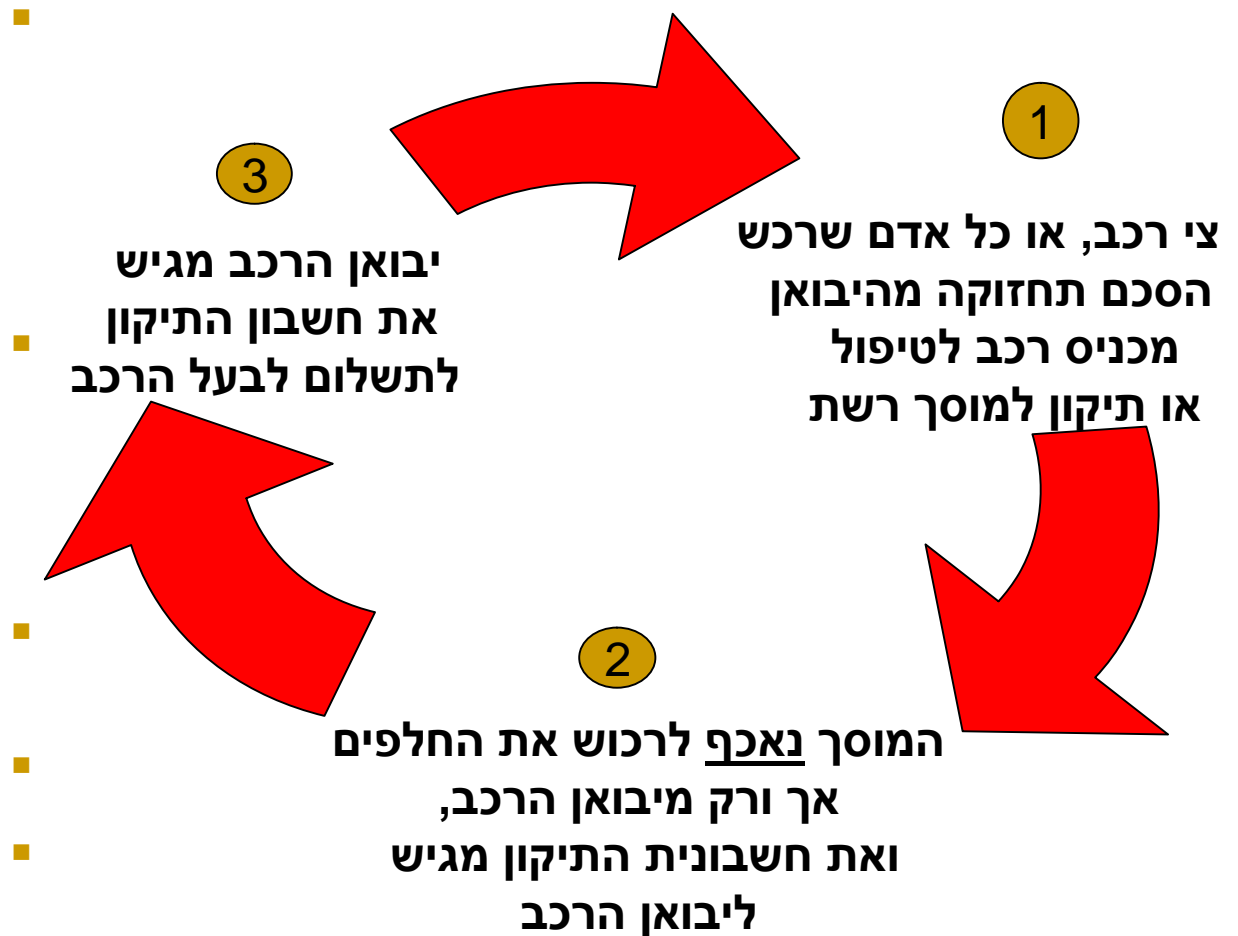 1
צי רכב, או כל אדם שרכש
הסכם תחזוקה מהיבואן
מכניס רכב לטיפול
או תיקון למוסך רשת
2
המוסך נאכף לרכוש את החלפים
אך ורק מיבואן הרכב,
ואת חשבונית התיקון מגיש
ליבואן הרכב
3
יבואן הרכב מגיש
את חשבון התיקון
לתשלום לבעל הרכב